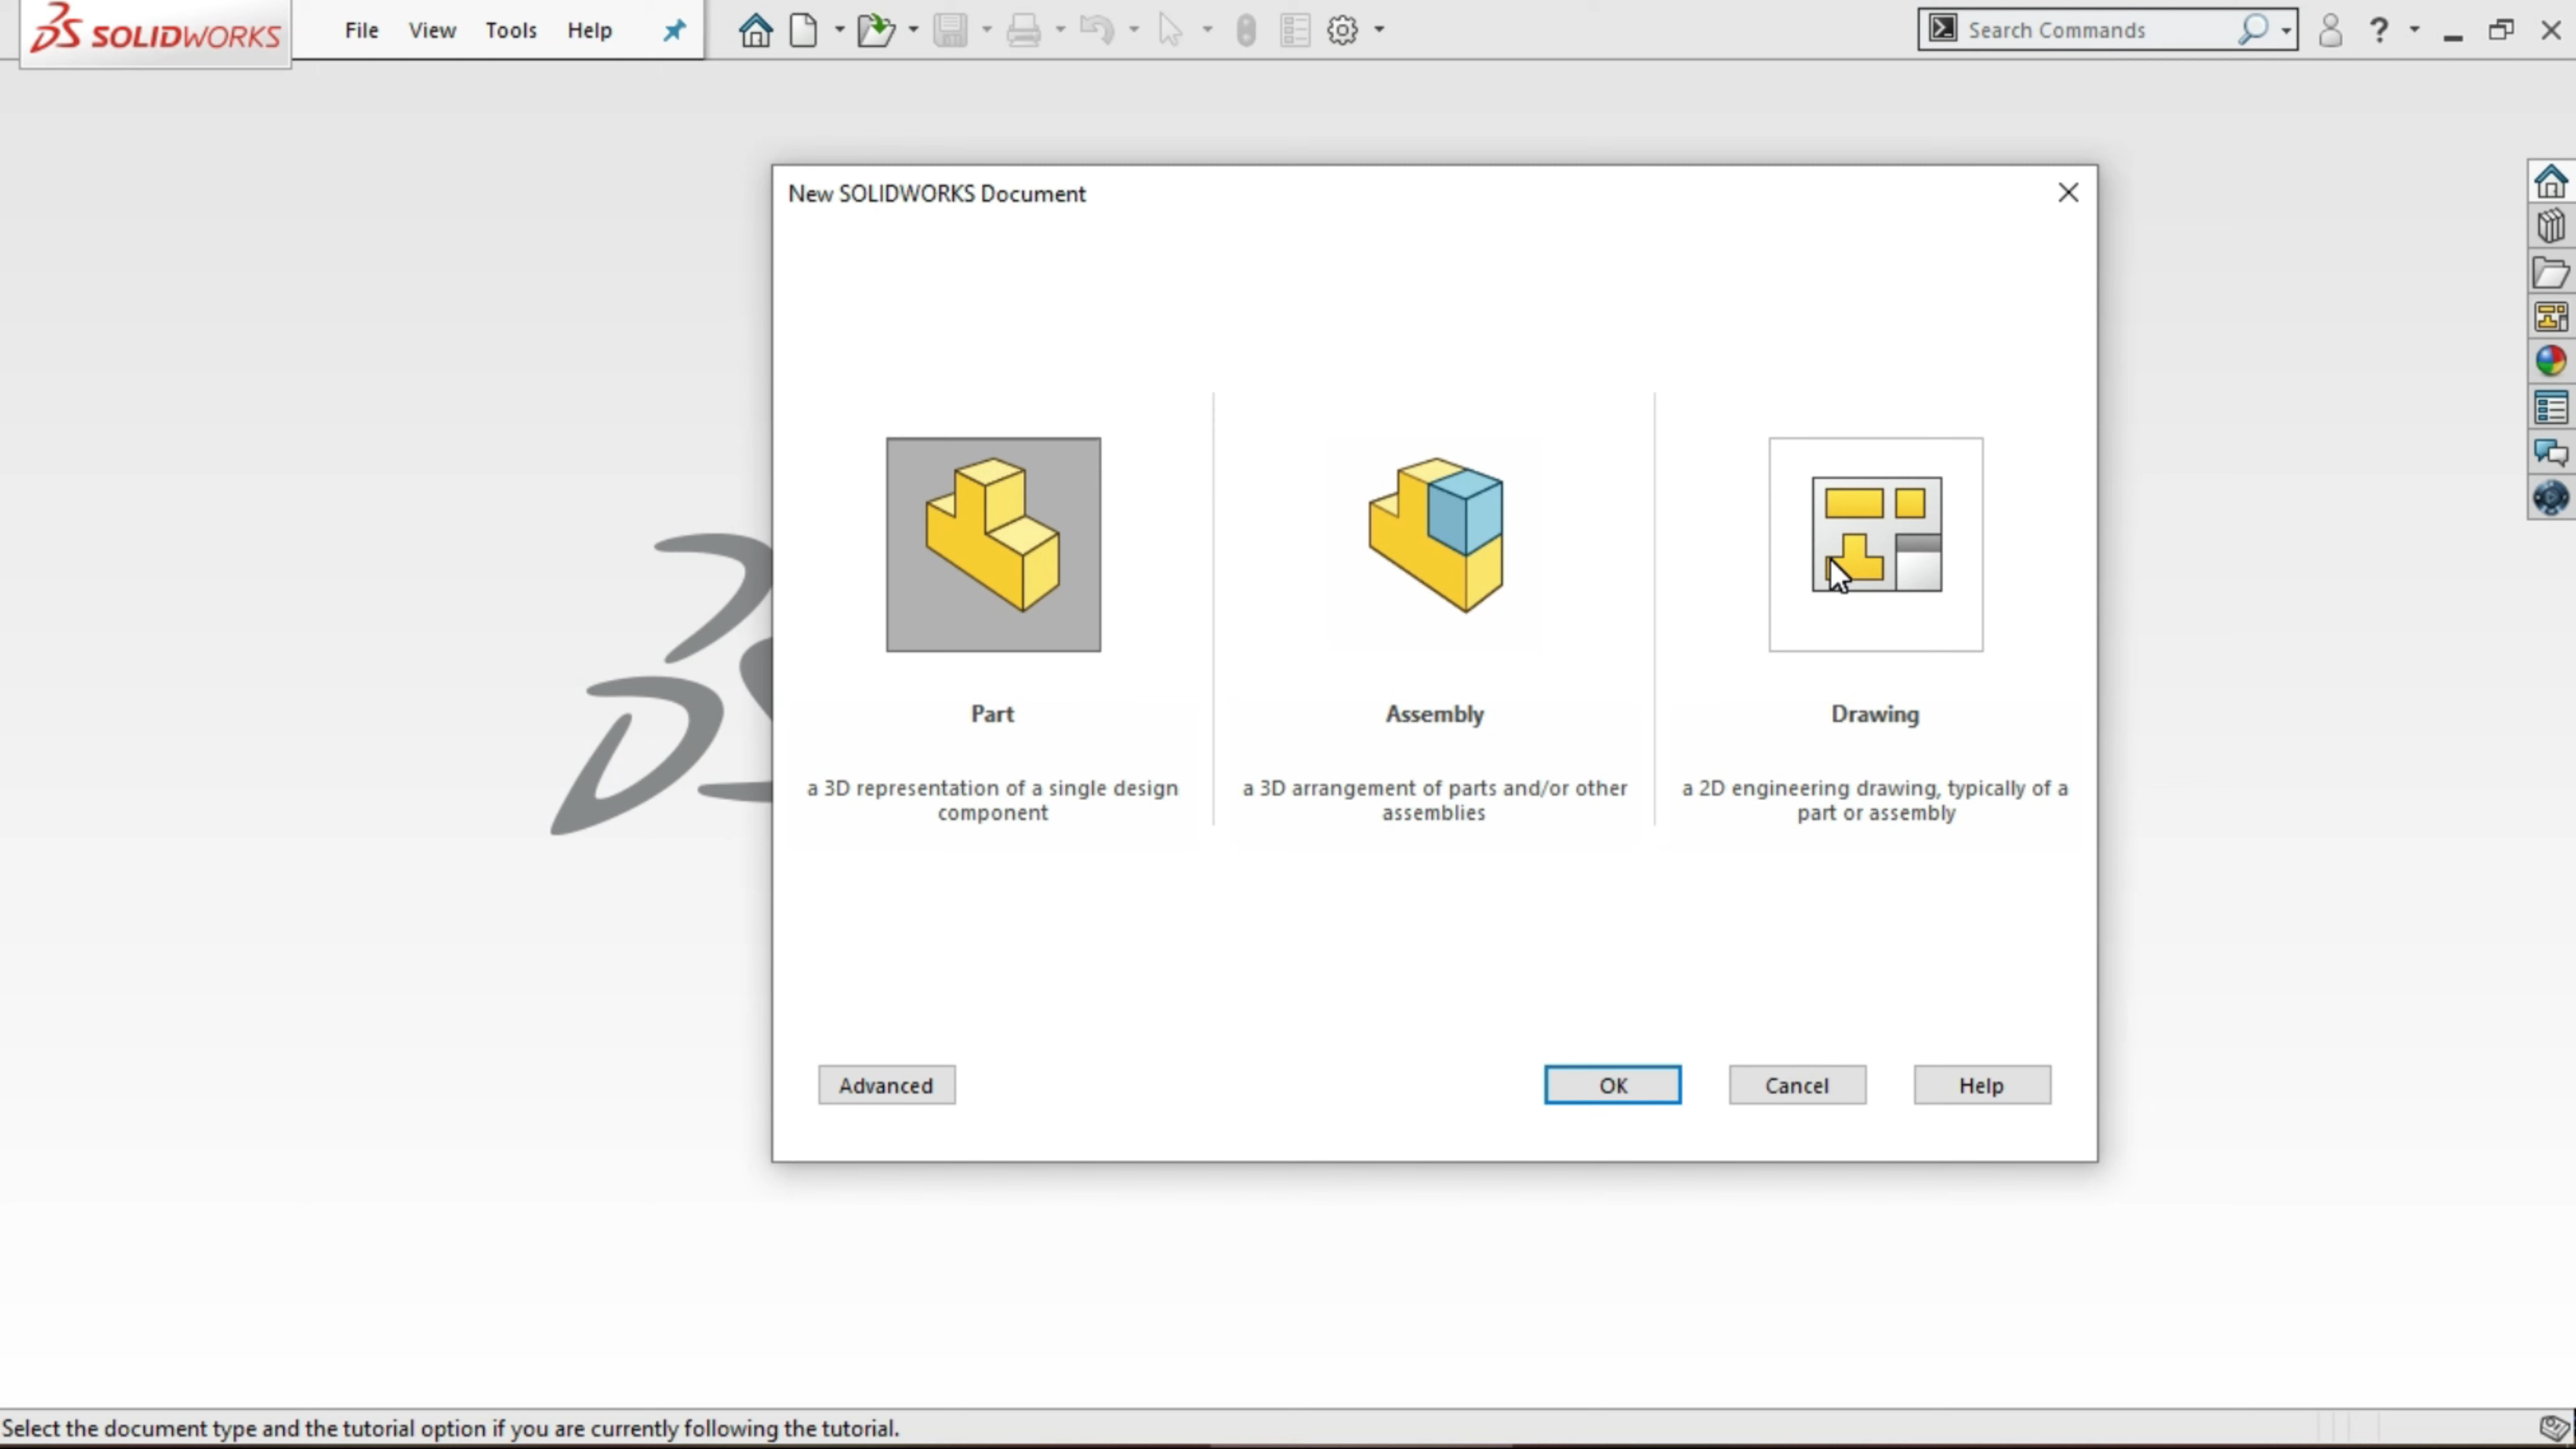 SOLIDWORKS
File View Tools Help
Search Commands
?
New SOLIDWORKS Document
Part
Assembly
Drawing
a 3D representation of a single design
component
a 3D arrangement of parts and/or other
assemblies
a 2D engineering drawing, typically of a
part or assembly
Advanced
OK
Cancel
Help
Select the document type and the tutorial option if you are currently following the tutorial.